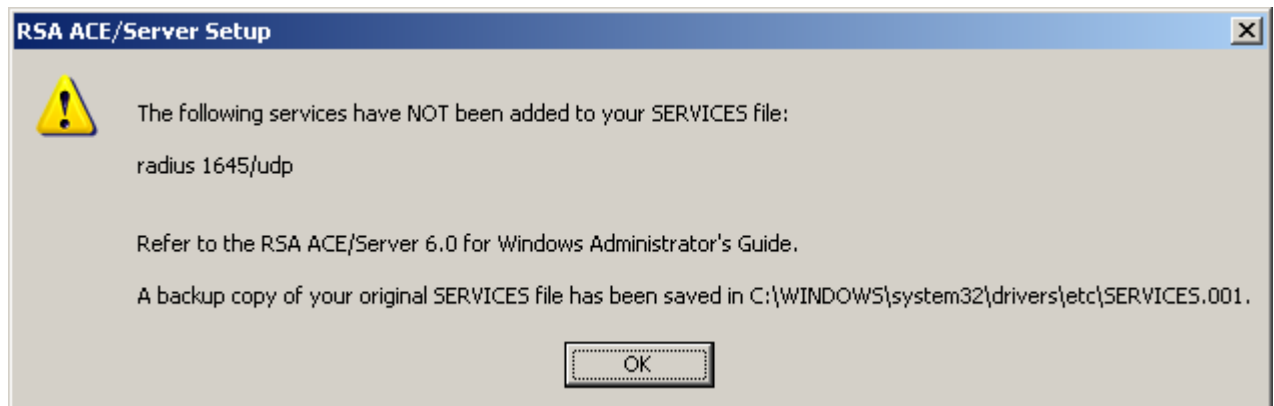 RSA ACE/Server Setup
The following services have NOT been added to your SERVICES file:
radius 1645/udp
Refer to the RSA ACE/Server 6.0 for Windows Administrator's Guide.
A backup copy of your original SERVICES file has been saved in C:\WINDOWS\system32\drivers\etc\SERVICES.001.
OK